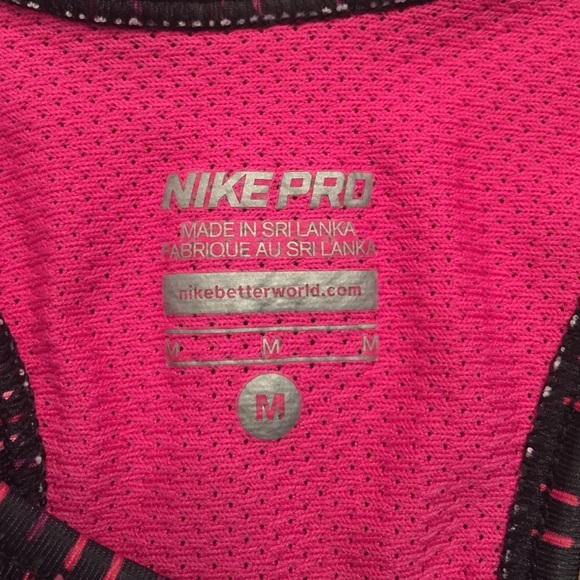 NIKE PRO
MADE IN SRI LANKA
FABRIQUE AU SRI LANKA
nikebetterworld.com
M M M
M